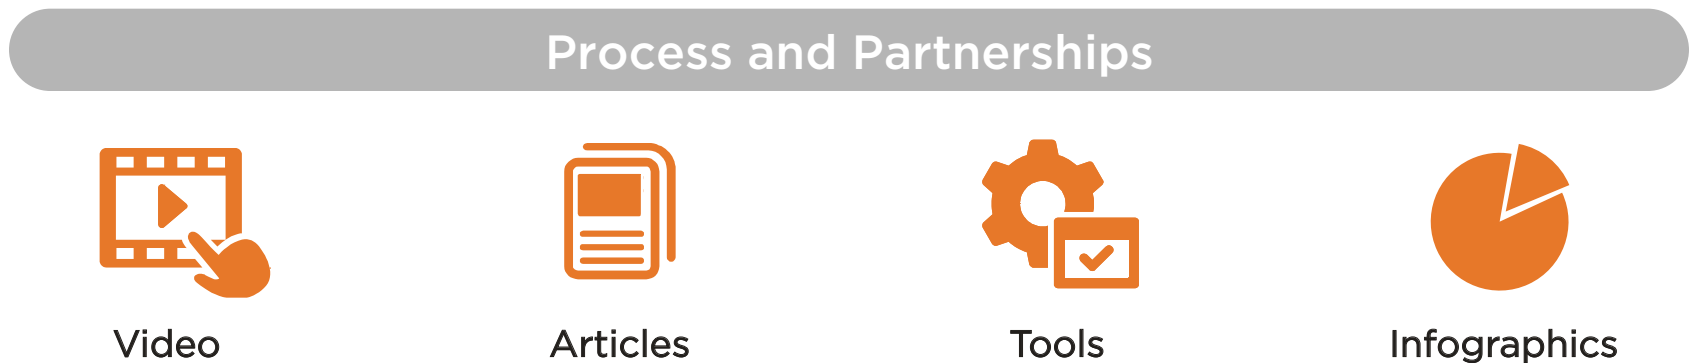 Process and Partnerships
Video
Articles
Tools
Infographics